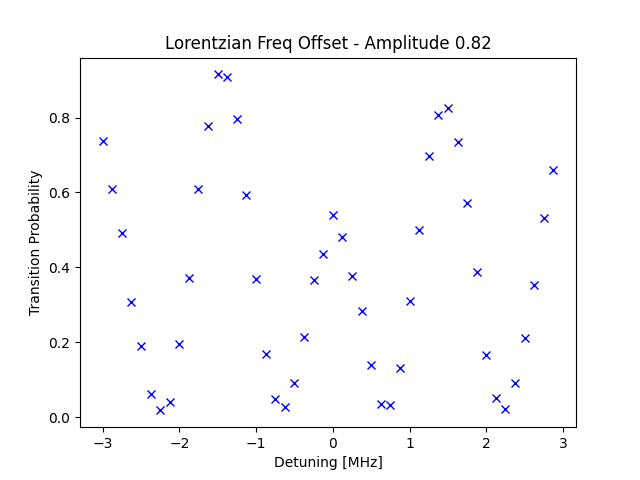 Lorentzian Freq Offset - Amplitude 0.82
Transition Probability
0.8
0.6
0.4
0.2
0.0
−3 −2 −1 0 1 2 3
Detuning [MHz]